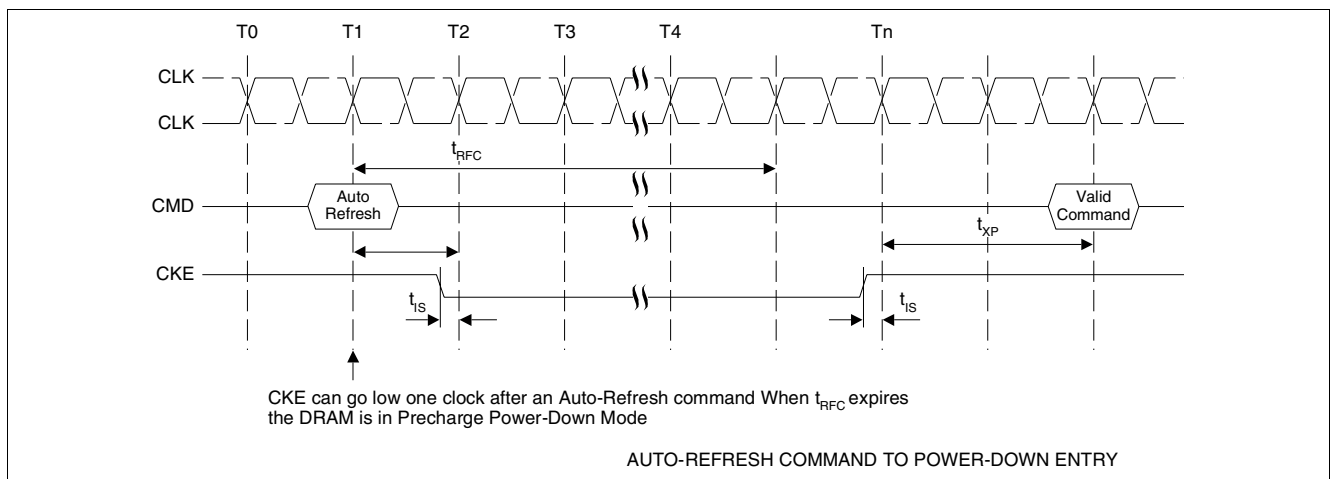 T0 T1 T2 T3 T4 Tn
CLK
CLK
tRFC
CMD
Auto
Refresh
Valid
Command
tXP
CKE
tIS
tIS
CKE can go low one clock after an Auto-Refresh command When tRFC expires
the DRAM is in Precharge Power-Down Mode
AUTO-REFRESH COMMAND TO POWER-DOWN ENTRY